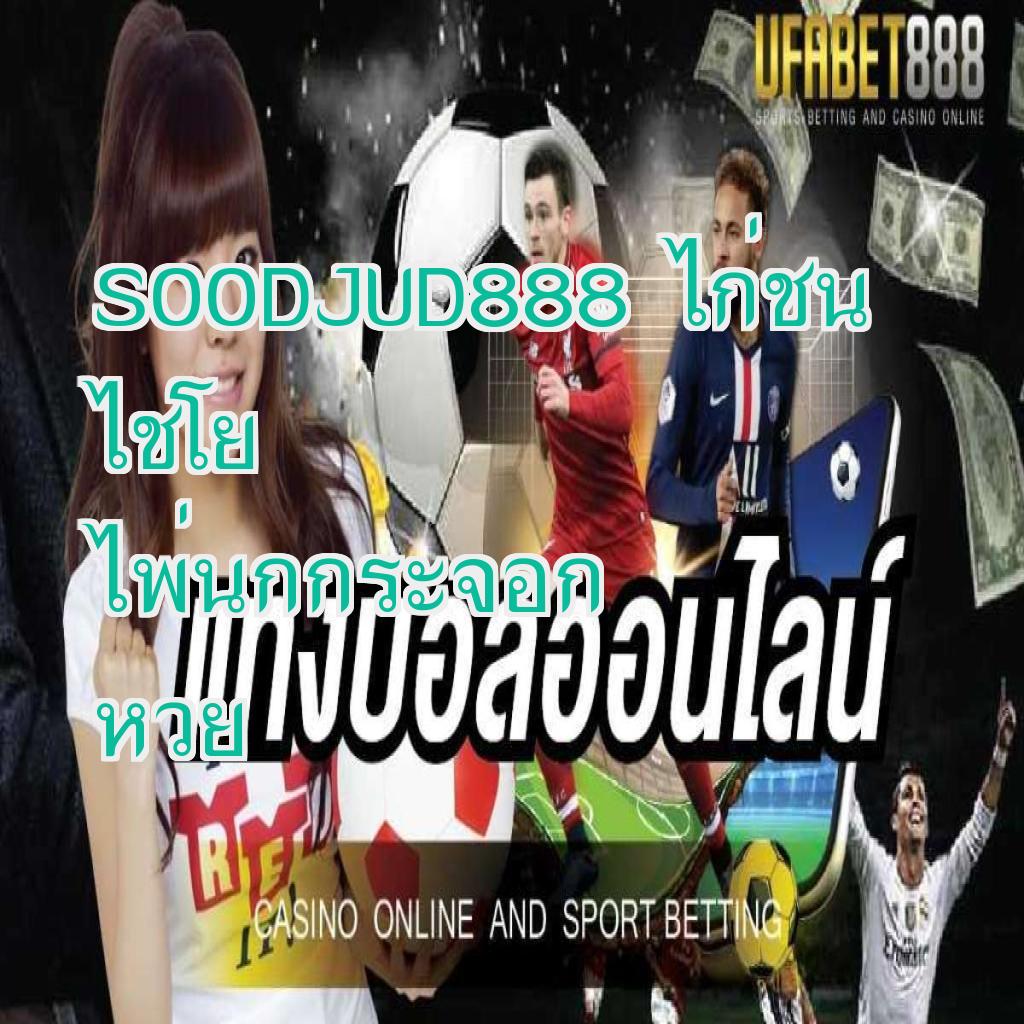 UFABET888
SPORTS BETTING AND CASINO ONLINE
SOODJUD888 ไก่ชน
ไชโย
ไพ่นกกระจอก
แทงบอลออนไลน์
หวย
CASINO ONLINE AND SPORT BETTING